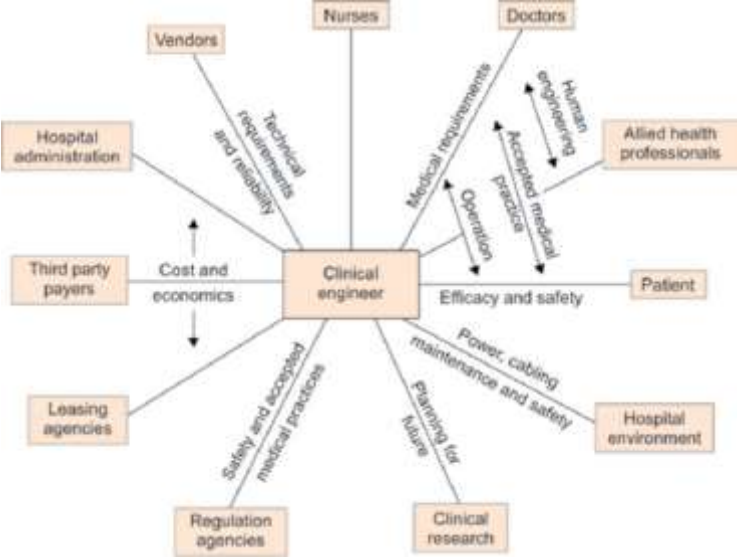 Nurses
Doctors
Vendors
Hospital
administration
Technical
requirements
and reliability
Medical requirements
Human
engineering
Allied health
professionals
Accepted medical
practice
Operation
Third party
payers
Cost and
economics
Clinical
engineer
Efficacy and safety
Patient
Leasing
agencies
Safety and accepted
medical practices
Planning for
future
Power, cabling
maintenance and safety
Hospital
environment
Regulation
agencies
Clinical
research